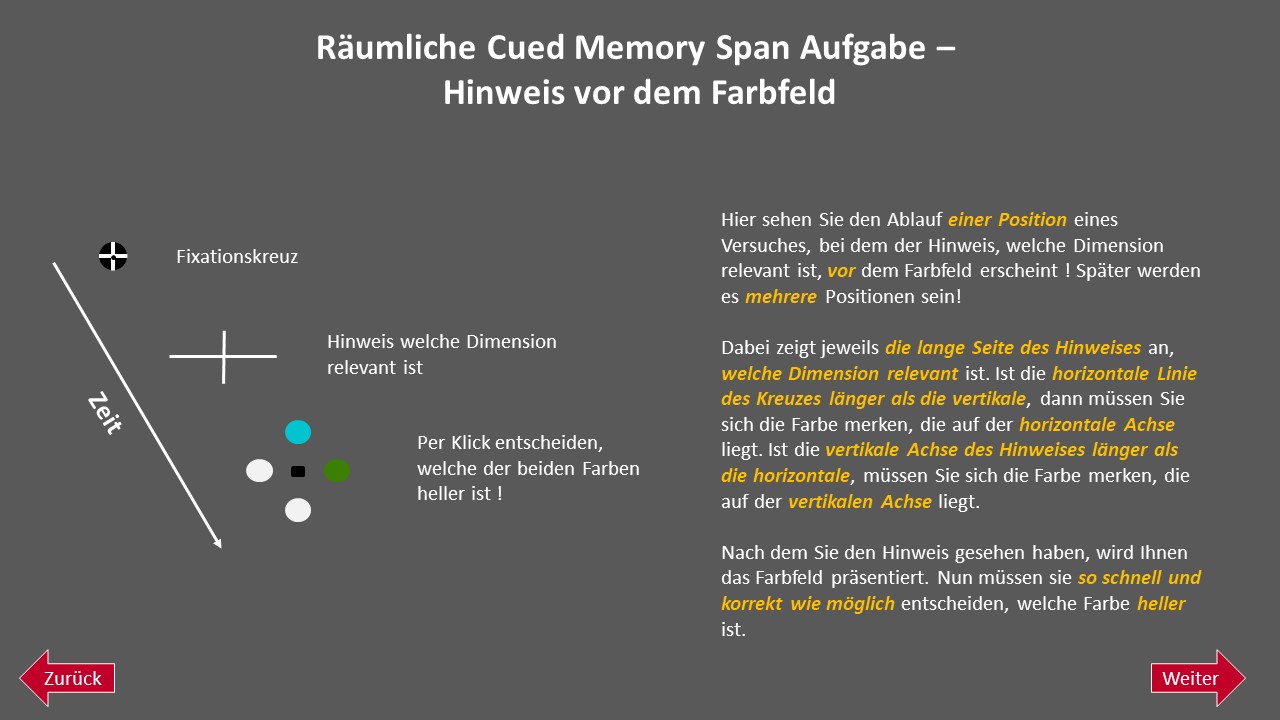 Räumliche Cued Memory Span Aufgabe –
Hinweis vor dem Farbfeld
Fixationskreuz
Hinweis welche Dimension
relevant ist
Zeit
Per Klick entscheiden,
welche der beiden Farben
heller ist !
Hier sehen Sie den Ablauf einer Position eines
Versuches, bei dem der Hinweis, welche Dimension
relevant ist, vor dem Farbfeld erscheint ! Später werden
es mehrere Positionen sein!
Dabei zeigt jeweils die lange Seite des Hinweises an,
welche Dimension relevant ist. Ist die horizontale Linie
des Kreuzes länger als die vertikale, dann müssen Sie
sich die Farbe merken, die auf der horizontale Achse
liegt. Ist die vertikale Achse des Hinweises länger als
die horizontale, müssen Sie sich die Farbe merken, die
auf der vertikalen Achse liegt.
Nach dem Sie den Hinweis gesehen haben, wird Ihnen
das Farbfeld präsentiert. Nun müssen sie so schnell und
korrekt wie möglich entscheiden, welche Farbe heller
ist.
Zurück
Weiter